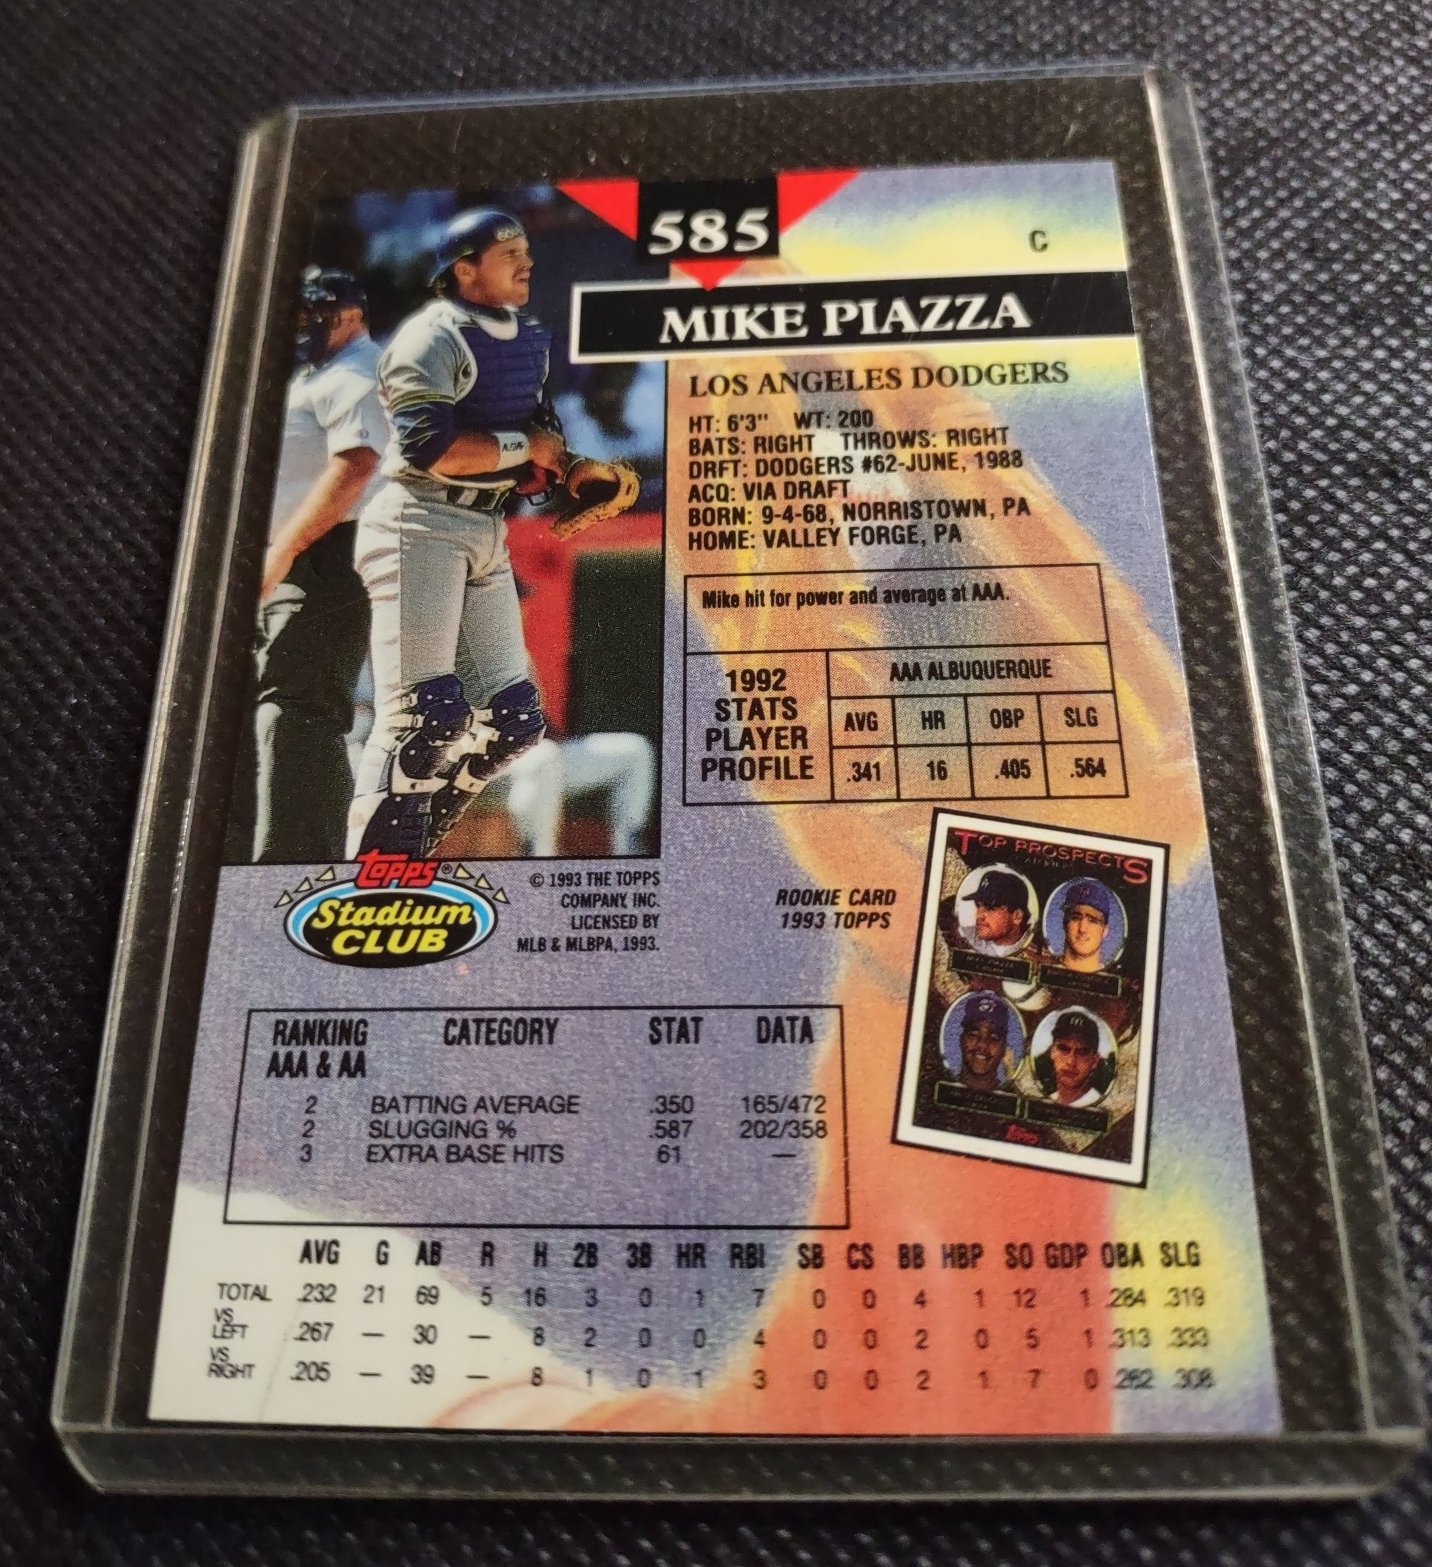 585
C
MIKE PIAZZA
LOS ANGELES DODGERS
HT: 6'3" WT: 200
BATS: RIGHT THROWS: RIGHT
DRFT: DODGERS #62-JUNE, 1988
ACQ: VIA DRAFT
BORN: 9-4-68, NORRISTOWN, PA
HOME: VALLEY FORGE, PA
Mike hit for power and average at AAA.
1992 STATS PLAYER PROFILE
AAA ALBUQUERQUE
AVG HR OBP SLG
.341 16 .405 .564
topps®
Stadium
CLUB
© 1993 THE TOPPS
COMPANY, INC.
LICENSED BY
MLB & MLBPA, 1993.
ROOKIE CARD
1993 TOPPS
TOP PROSPECTS
topps
RANKING CATEGORY STAT DATA
AAA & AA
2 BATTING AVERAGE .350 165/472
2 SLUGGING % .587 202/358
3 EXTRA BASE HITS 61 —
AVG G AB R H 2B 3B HR RBI SB CS BB HBP SO GDP OBA SLG
TOTAL .232 21 69 5 16 3 0 1 7 0 0 4 1 12 1 .284 .319
VS LEFT .267 — 30 — 8 2 0 0 4 0 0 2 0 5 1 .313 .333
VS RIGHT .205 — 39 — 8 1 0 1 3 0 0 2 1 7 0 .262 .308